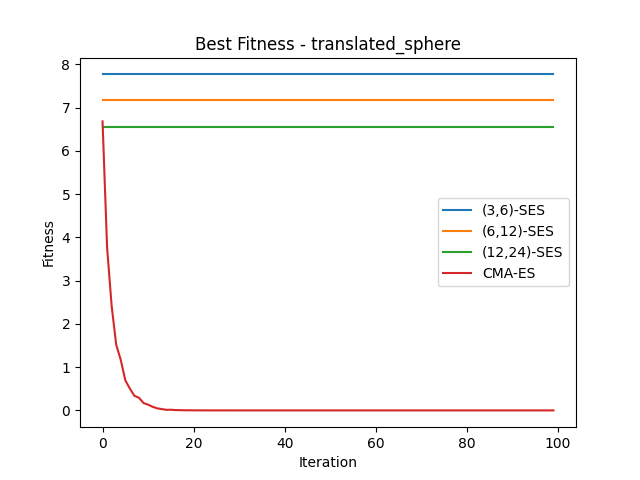 Best Fitness - translated_sphere
8
7
6
5
4
3
2
1
0
Fitness
(3,6)-SES
(6,12)-SES
(12,24)-SES
CMA-ES
0
20
40
60
80
100
Iteration